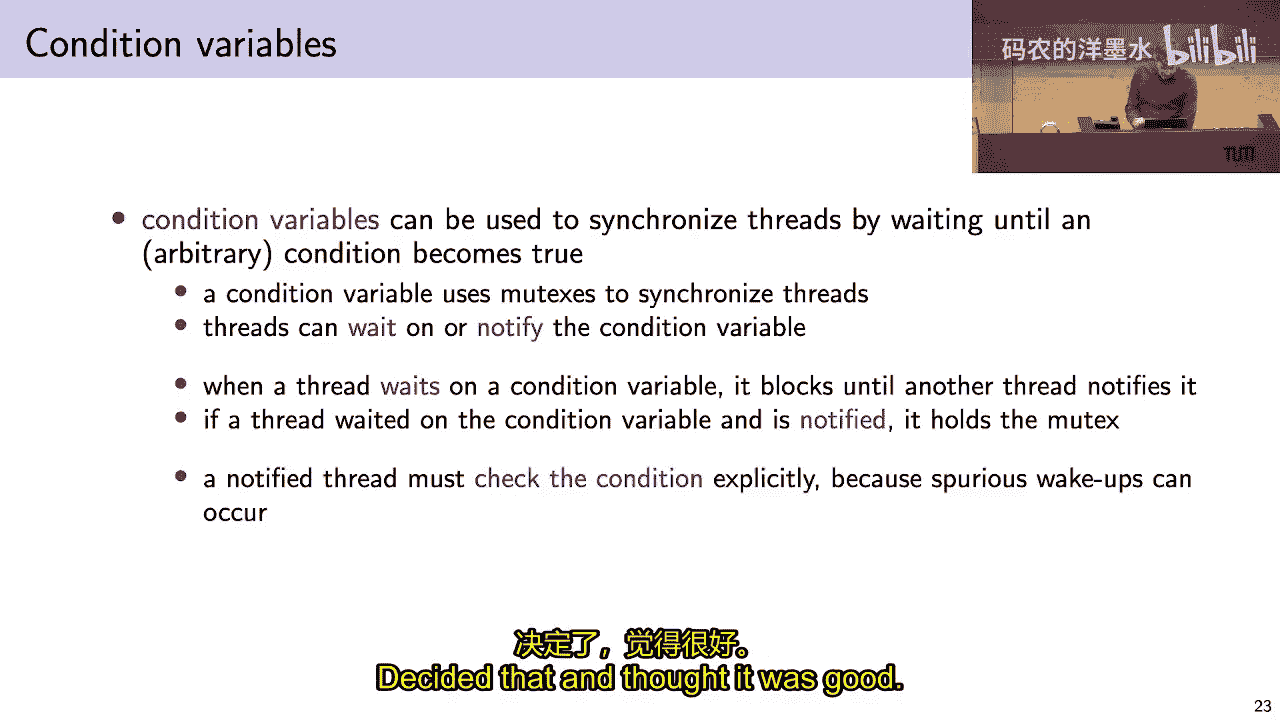 Condition variables
码农的洋墨水 bilibili
TUM
• condition variables can be used to synchronize threads by waiting until an
(arbitrary) condition becomes true
• a condition variable uses mutexes to synchronize threads
• threads can wait on or notify the condition variable
• when a thread waits on a condition variable, it blocks until another thread notifies it
• if a thread waited on the condition variable and is notified, it holds the mutex
• a notified thread must check the condition explicitly, because spurious wake-ups can
occur
决定了，觉得很好。
Decided that and thought it was good.
23